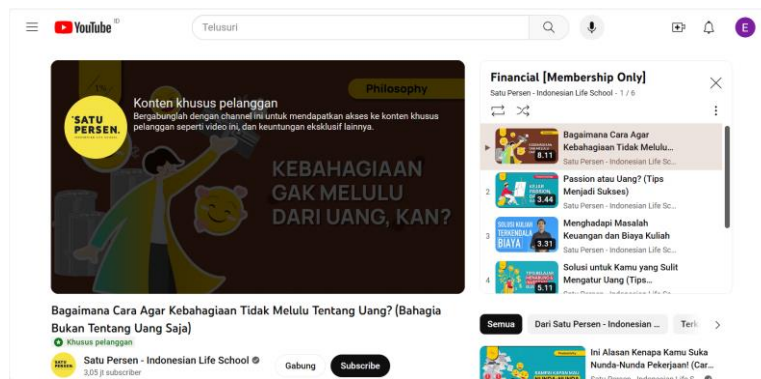 YouTube ID
Telusuri
E
Philosophy
SATU
PERSEN.
Konten khusus pelanggan
Bergabunglah dengan channel ini untuk mendapatkan akses ke konten khusus
pelanggan seperti video ini, dan keuntungan eksklusif lainnya.
KEBAHAGIAAN
GAK MELULU
DARI UANG, KAN?
Bagaimana Cara Agar Kebahagiaan Tidak Melulu Tentang Uang? (Bahagia
Bukan Tentang Uang Saja)
Khusus pelanggan
Satu Persen - Indonesian Life School
3,05 jt subscriber
Gabung
Subscribe
Financial [Membership Only]
Satu Persen - Indonesian Life School - 1 / 6
8.11
Bagaimana Cara Agar
Kebahagiaan Tidak Melulu...
Satu Persen - Indonesian Life Sc...
2
3.44
Passion atau Uang? (Tips
Menjadi Sukses)
Satu Persen - Indonesian Life Sc...
3
SOLUSI KULIAH
TERKENDALA
BIAYA
3.31
Menghadapi Masalah
Keuangan dan Biaya Kuliah
Satu Persen - Indonesian Life Sc...
4
5.11
Solusi untuk Kamu yang Sulit
Mengatur Uang (Tips...
Semua
Dari Satu Persen - Indonesian ...
Ini Alasan Kenapa Kamu Suka
Nunda-Nunda Pekerjaan! (Car...